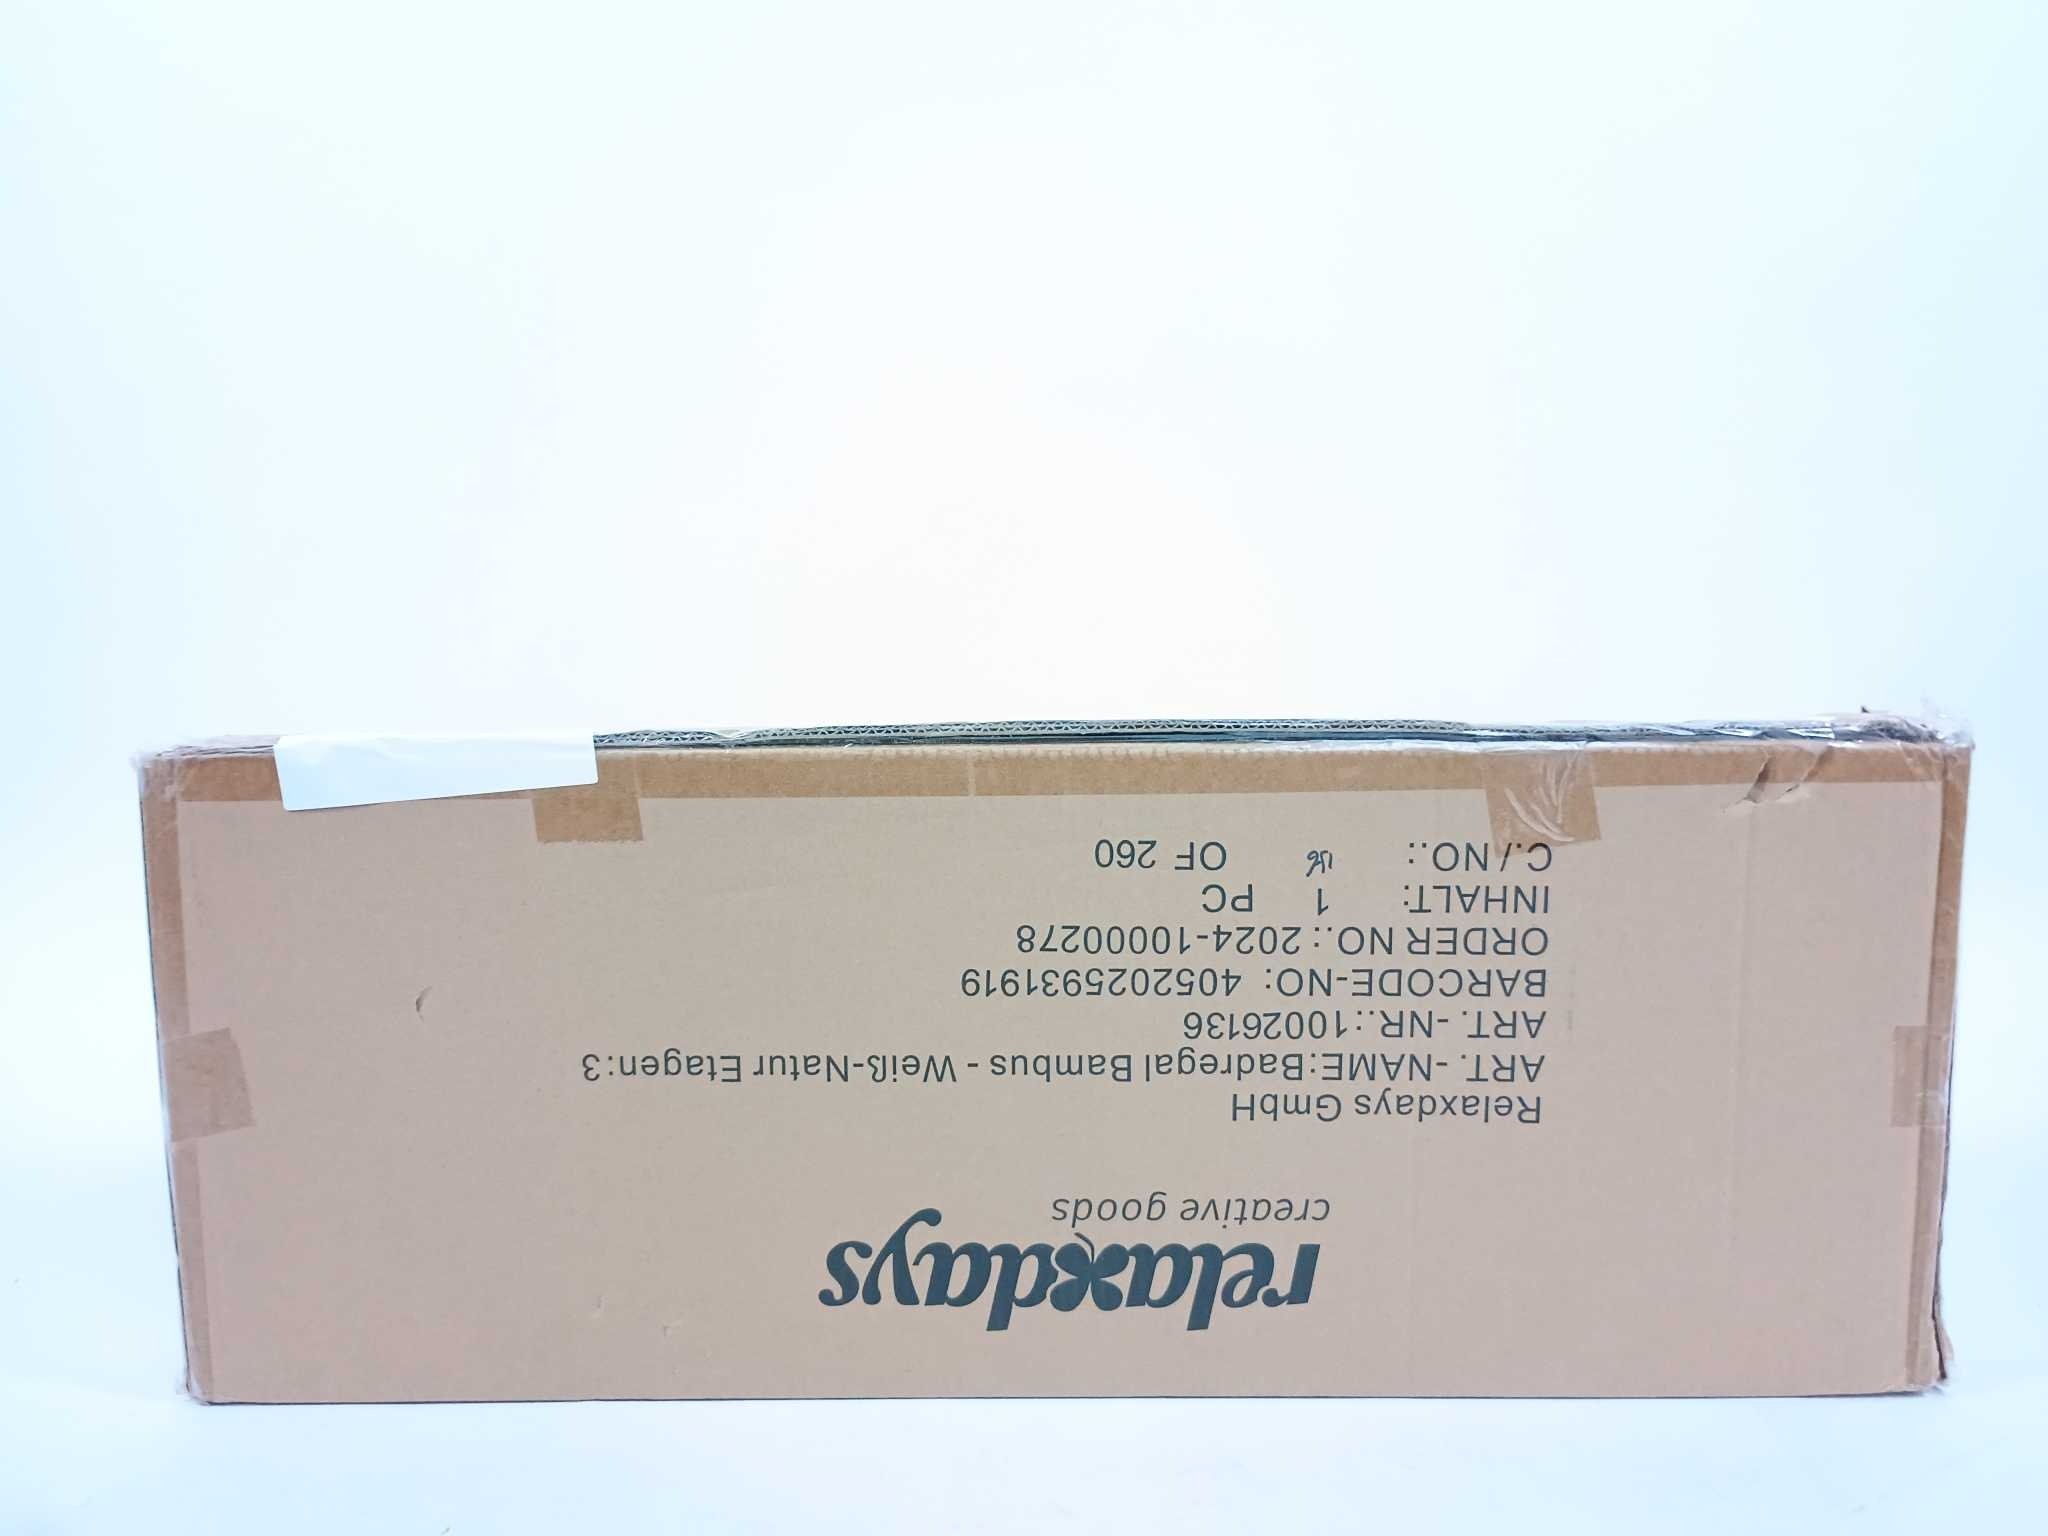 relaxdays
creative goods
Relaxdays GmbH
ART. -NAME:Badregal Bambus - Weiß-Natur Etagen:3
ART. -NR.:10026136
BARCODE-NO: 4052025931919
ORDER NO.: 2024-10000278
INHALT: 1 PC
C./ NO.: OF 260